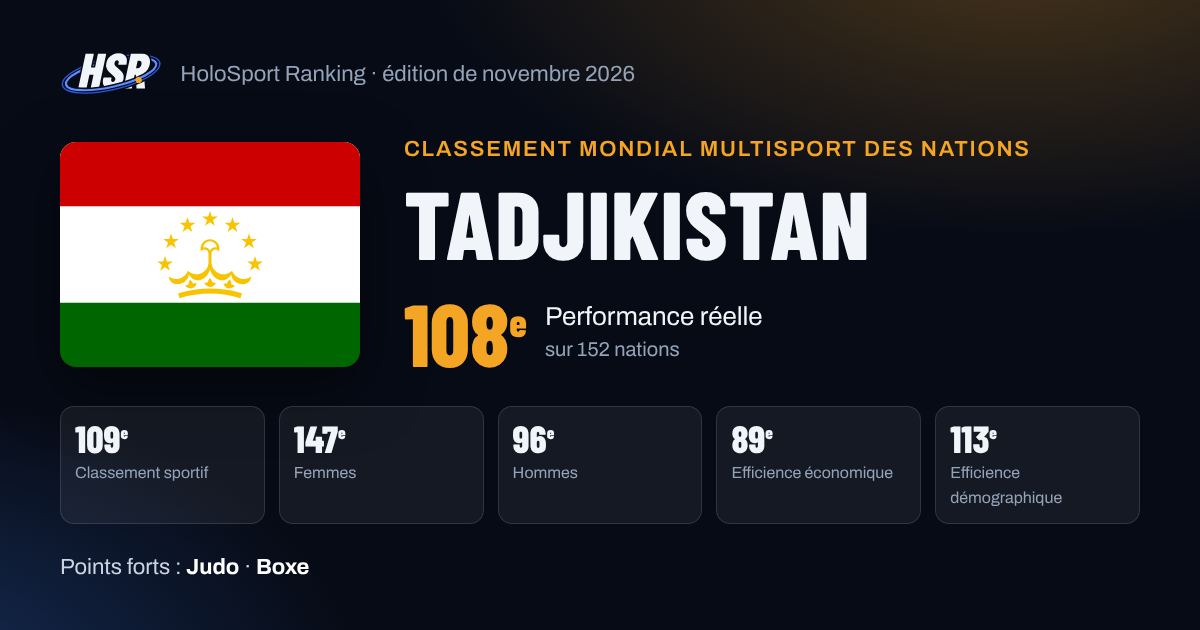 HSR
HoloSport Ranking · édition de novembre 2026
CLASSEMENT MONDIAL MULTISPORT DES NATIONS
TADJIKISTAN
108e
Performance réelle
sur 152 nations
109e
Classement sportif
147e
Femmes
96e
Hommes
89e
Efficience économique
113e
Efficience
démographique
Points forts : Judo · Boxe